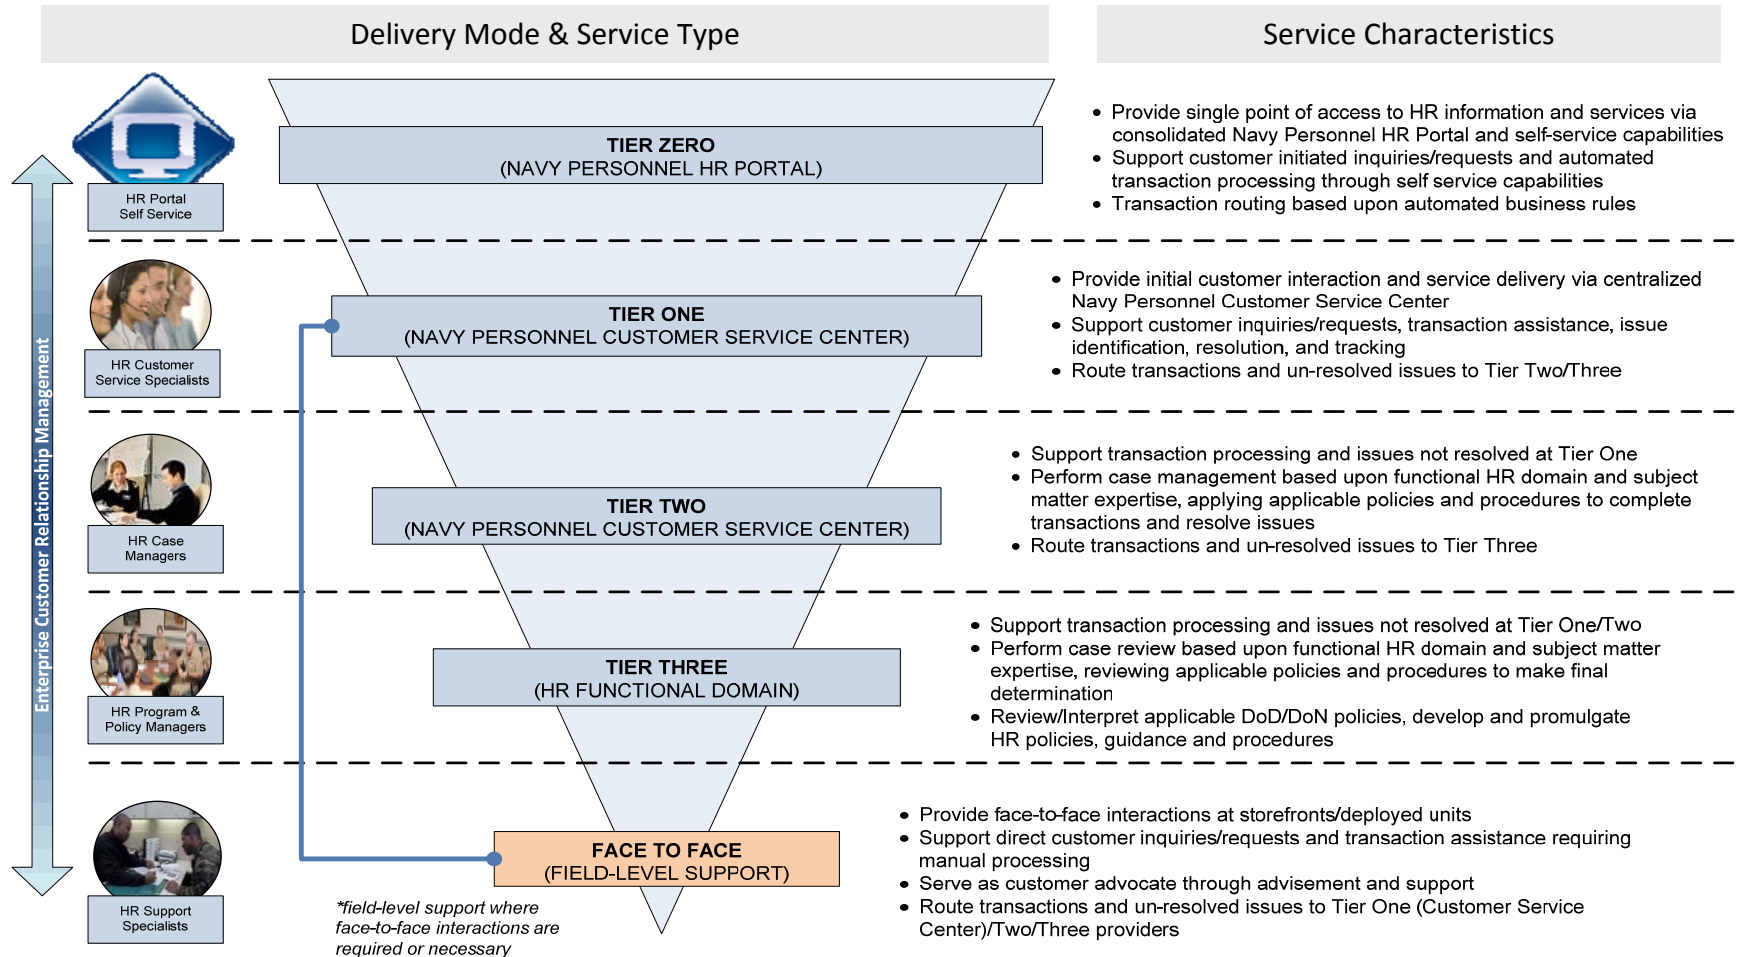 Delivery Mode & Service Type
Service Characteristics
Enterprise Customer Relationship Management
HR Portal
Self Service
TIER ZERO
(NAVY PERSONNEL HR PORTAL)
• Provide single point of access to HR information and services via
consolidated Navy Personnel HR Portal and self-service capabilities
• Support customer initiated inquiries/requests and automated
transaction processing through self service capabilities
• Transaction routing based upon automated business rules
HR Customer
Service Specialists
TIER ONE
(NAVY PERSONNEL CUSTOMER SERVICE CENTER)
• Provide initial customer interaction and service delivery via centralized
Navy Personnel Customer Service Center
• Support customer inquiries/requests, transaction assistance, issue
identification, resolution, and tracking
• Route transactions and un-resolved issues to Tier Two/Three
HR Case
Managers
TIER TWO
(NAVY PERSONNEL CUSTOMER SERVICE CENTER)
• Support transaction processing and issues not resolved at Tier One
• Perform case management based upon functional HR domain and subject
matter expertise, applying applicable policies and procedures to complete
transactions and resolve issues
• Route transactions and un-resolved issues to Tier Three
HR Program &
Policy Managers
TIER THREE
(HR FUNCTIONAL DOMAIN)
• Support transaction processing and issues not resolved at Tier One/Two
• Perform case review based upon functional HR domain and subject matter
expertise, reviewing applicable policies and procedures to make final
determination
• Review/Interpret applicable DoD/DoN policies, develop and promulgate
HR policies, guidance and procedures
HR Support
Specialists
FACE TO FACE
(FIELD-LEVEL SUPPORT)
*field-level support where
face-to-face interactions are
required or necessary
• Provide face-to-face interactions at storefronts/deployed units
• Support direct customer inquiries/requests and transaction assistance requiring
manual processing
• Serve as customer advocate through advisement and support
• Route transactions and un-resolved issues to Tier One (Customer Service
Center)/Two/Three providers